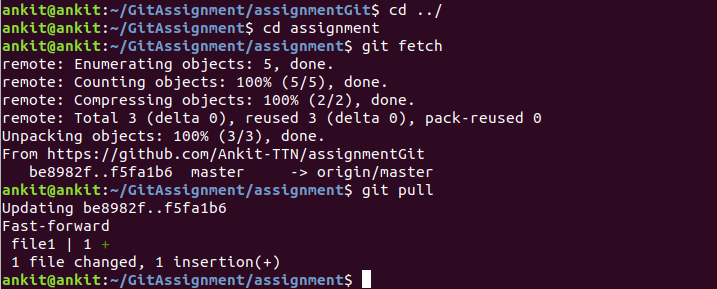 ankit@ankit:~/GitAssignment/assignmentGit$ cd ../
ankit@ankit:~/GitAssignment$ cd assignment
ankit@ankit:~/GitAssignment/assignment$ git fetch
remote: Enumerating objects: 5, done.
remote: Counting objects: 100% (5/5), done.
remote: Compressing objects: 100% (2/2), done.
remote: Total 3 (delta 0), reused 3 (delta 0), pack-reused 0
Unpacking objects: 100% (3/3), done.
From https://github.com/Ankit-TTN/assignmentGit
   be8982f..f5fa1b6  master     -> origin/master
ankit@ankit:~/GitAssignment/assignment$ git pull
Updating be8982f..f5fa1b6
Fast-forward
 file1 | 1 +
 1 file changed, 1 insertion(+)
ankit@ankit:~/GitAssignment/assignment$